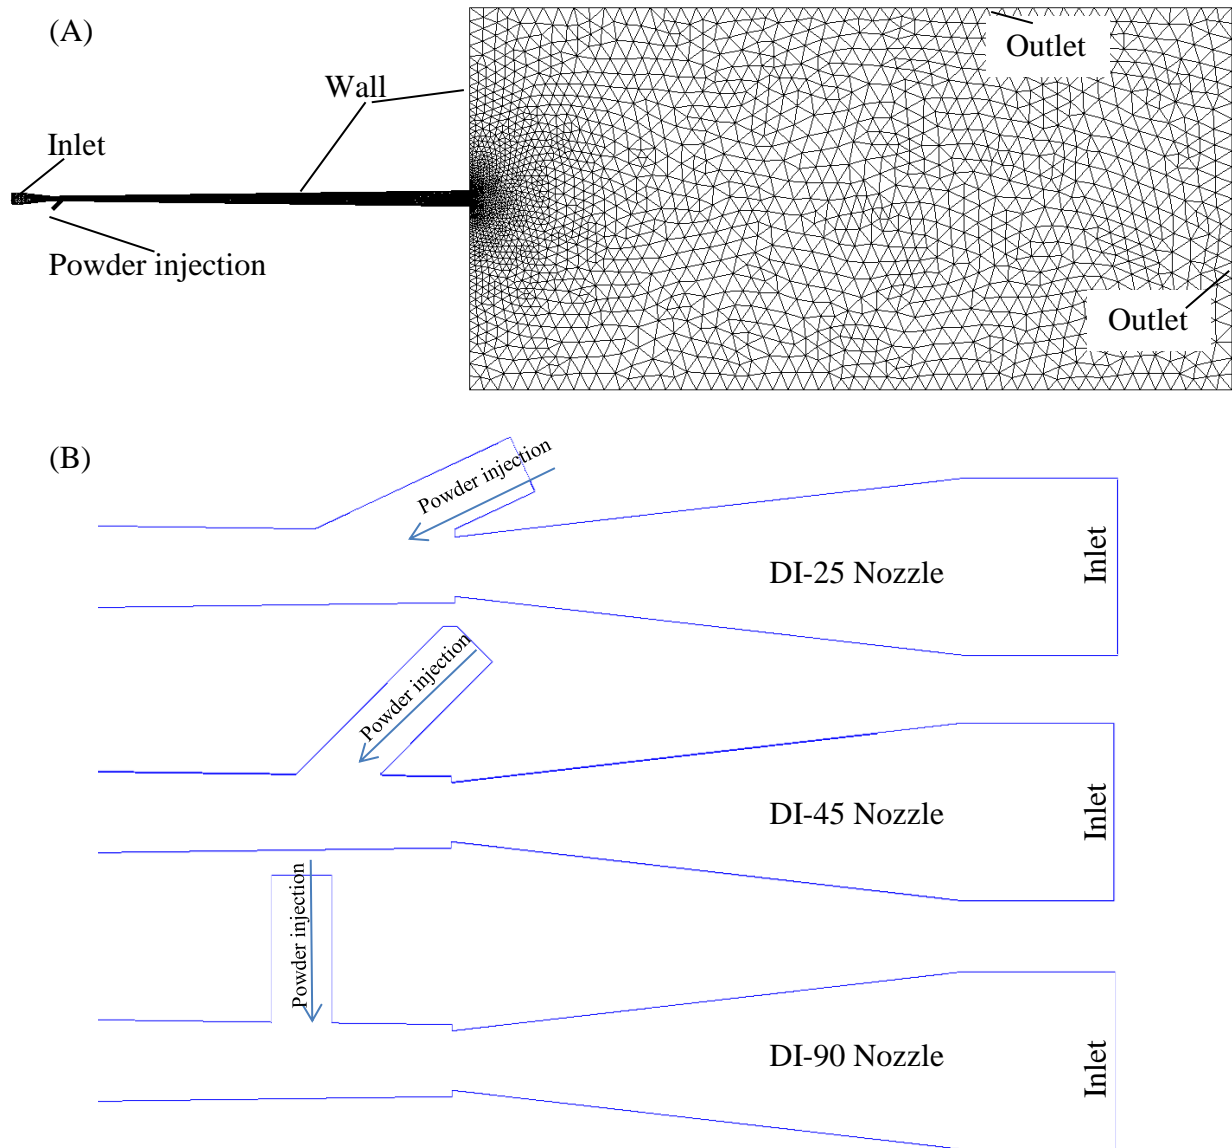 (A)
Outlet
Wall
Inlet
Powder injection
Outlet
(B)
Powder injection
DI-25 Nozzle
Inlet
Powder injection
DI-45 Nozzle
Inlet
Powder injection
DI-90 Nozzle
Inlet